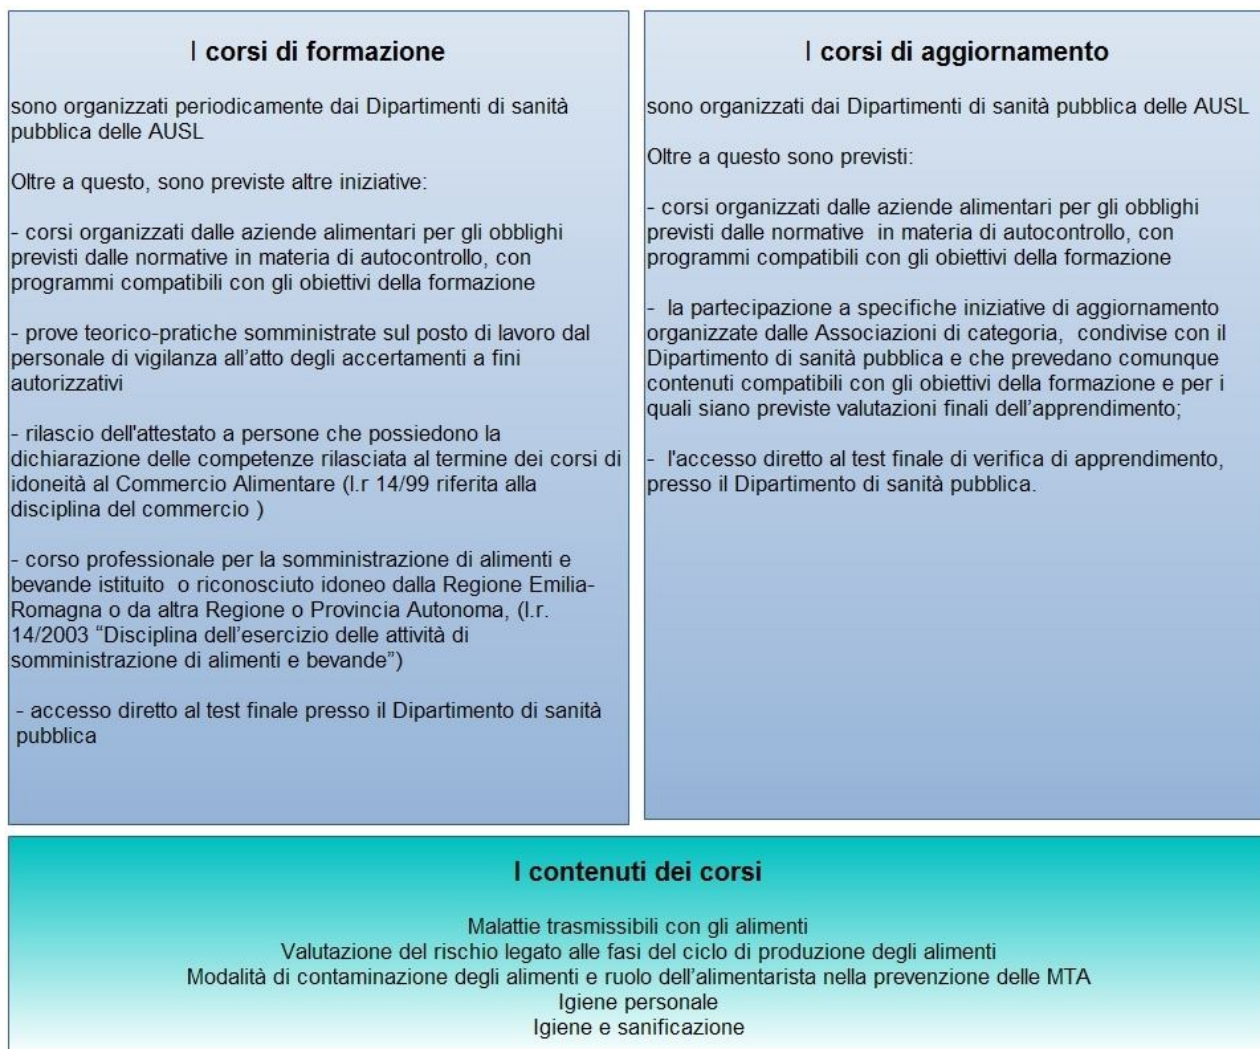 I corsi di formazione
sono organizzati periodicamente dai Dipartimenti di sanità
pubblica delle AUSL
Oltre a questo, sono previste altre iniziative:
- corsi organizzati dalle aziende alimentari per gli obblighi
previsti dalle normative in materia di autocontrollo, con
programmi compatibili con gli obiettivi della formazione
- prove teorico-pratiche somministrate sul posto di lavoro dal
personale di vigilanza all’atto degli accertamenti a fini
autorizzativi
- rilascio dell'attestato a persone che possiedono la
dichiarazione delle competenze rilasciata al termine dei corsi di
idoneità al Commercio Alimentare (l.r 14/99 riferita alla
disciplina del commercio )
- corso professionale per la somministrazione di alimenti e
bevande istituito o riconosciuto idoneo dalla Regione Emilia-
Romagna o da altra Regione o Provincia Autonoma, (l.r.
14/2003 “Disciplina dell’esercizio delle attività di
somministrazione di alimenti e bevande”)
- accesso diretto al test finale presso il Dipartimento di sanità
pubblica
I corsi di aggiornamento
sono organizzati dai Dipartimenti di sanità pubblica delle AUSL
Oltre a questo sono previsti:
- corsi organizzati dalle aziende alimentari per gli obblighi
previsti dalle normative in materia di autocontrollo, con
programmi compatibili con gli obiettivi della formazione
- la partecipazione a specifiche iniziative di aggiornamento
organizzate dalle Associazioni di categoria, condivise con il
Dipartimento di sanità pubblica e che prevedano comunque
contenuti compatibili con gli obiettivi della formazione e per i
quali siano previste valutazioni finali dell’apprendimento;
- l'accesso diretto al test finale di verifica di apprendimento,
presso il Dipartimento di sanità pubblica.
I contenuti dei corsi
Malattie trasmissibili con gli alimenti
Valutazione del rischio legato alle fasi del ciclo di produzione degli alimenti
Modalità di contaminazione degli alimenti e ruolo dell’alimentarista nella prevenzione delle MTA
Igiene personale
Igiene e sanificazione